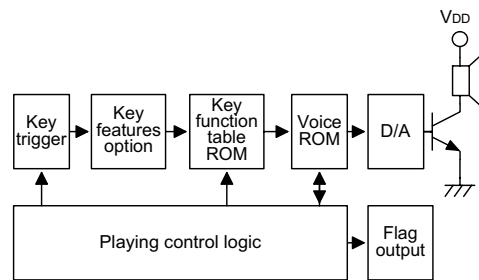 VDD
Key
trigger
Key
features
option
Key
function
table
ROM
Voice
ROM
D/A
Playing control logic
Flag
output